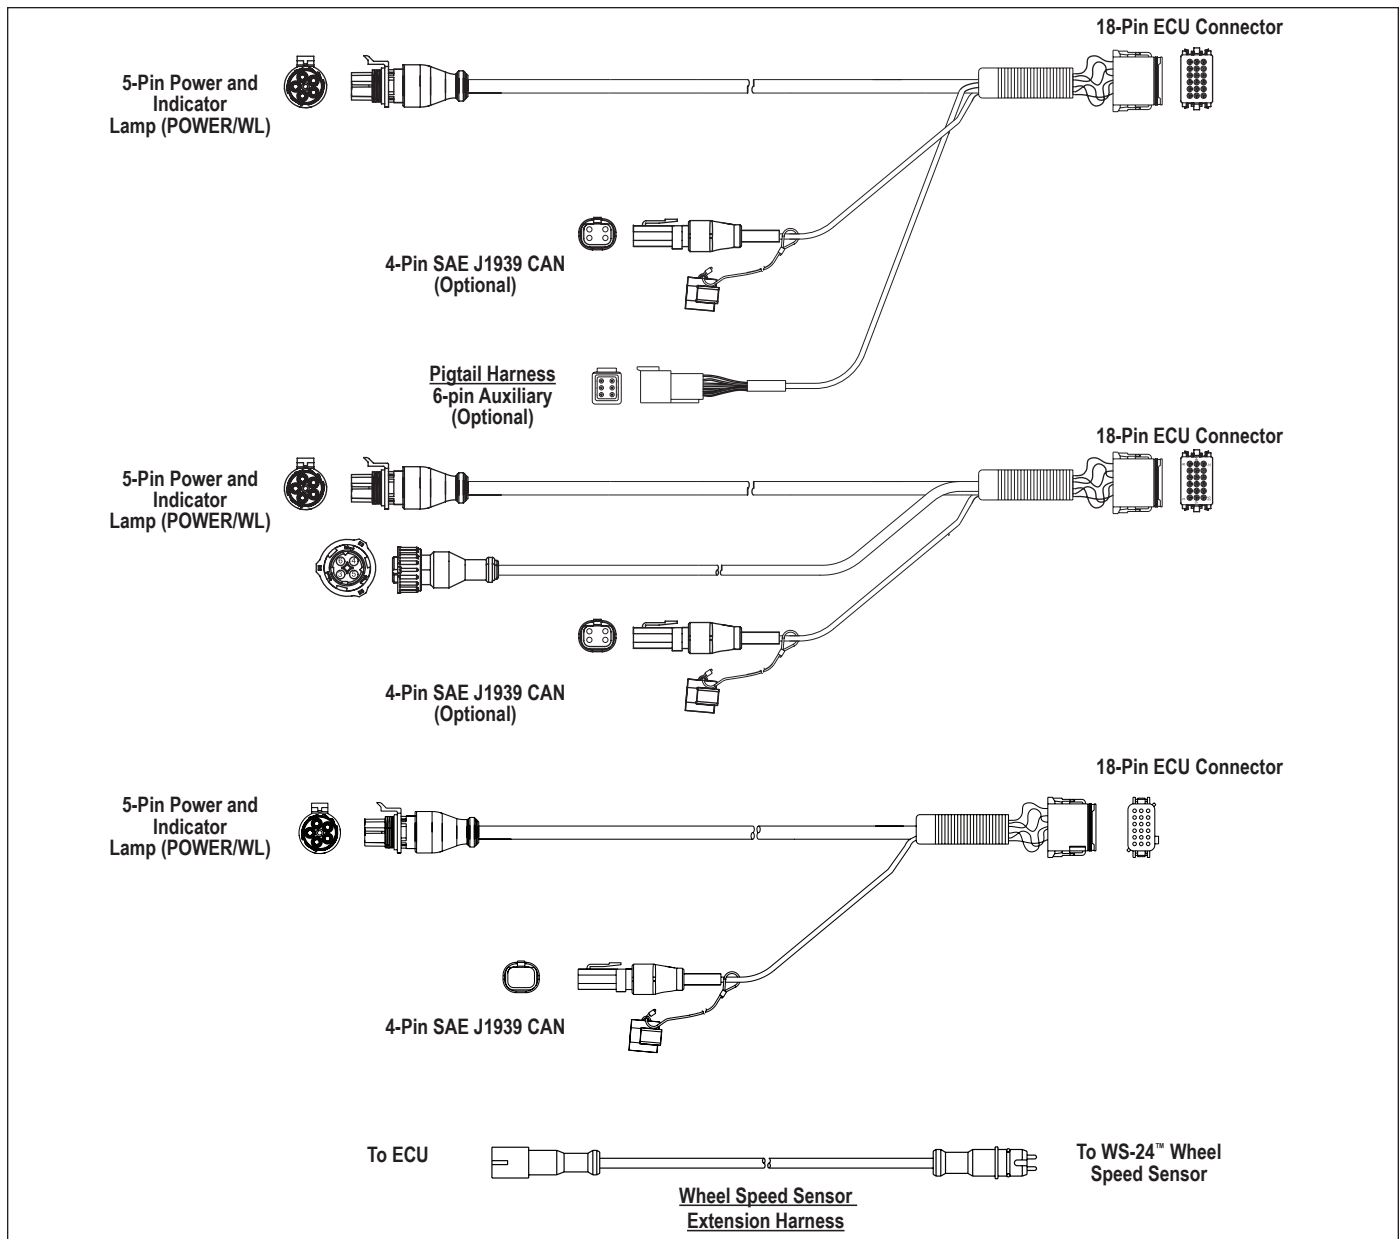 18-Pin ECU Connector
5-Pin Power and
Indicator
Lamp (POWER/WL)
4-Pin SAE J1939 CAN
(Optional)
Pigtail Harness
6-pin Auxiliary
(Optional)
18-Pin ECU Connector
5-Pin Power and
Indicator
Lamp (POWER/WL)
4-Pin SAE J1939 CAN
(Optional)
18-Pin ECU Connector
5-Pin Power and
Indicator
Lamp (POWER/WL)
4-Pin SAE J1939 CAN
To ECU
To WS-24™ Wheel
Speed Sensor
Wheel Speed Sensor
Extension Harness